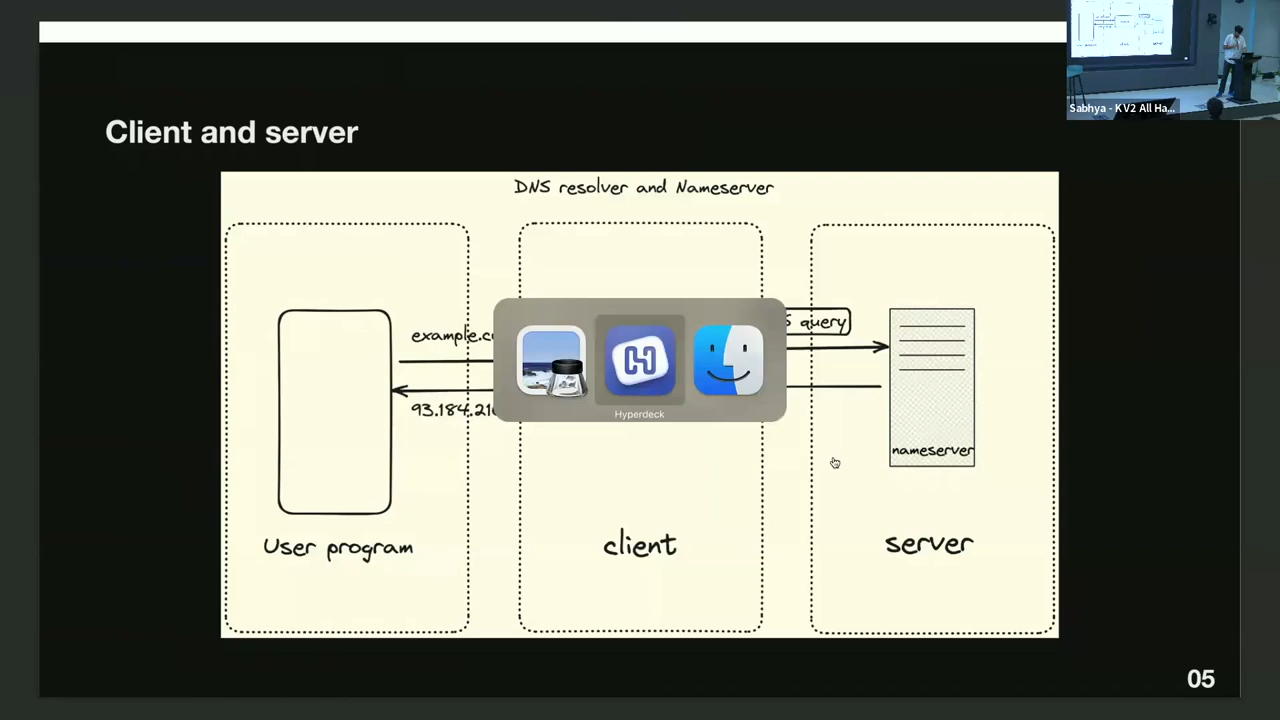 Sabhya - KV2 All Ha...
Client and server
DNS resolver and Nameserver
example.c
query
93.184.21
Hyperdeck
nameserver
User program
client
server
05